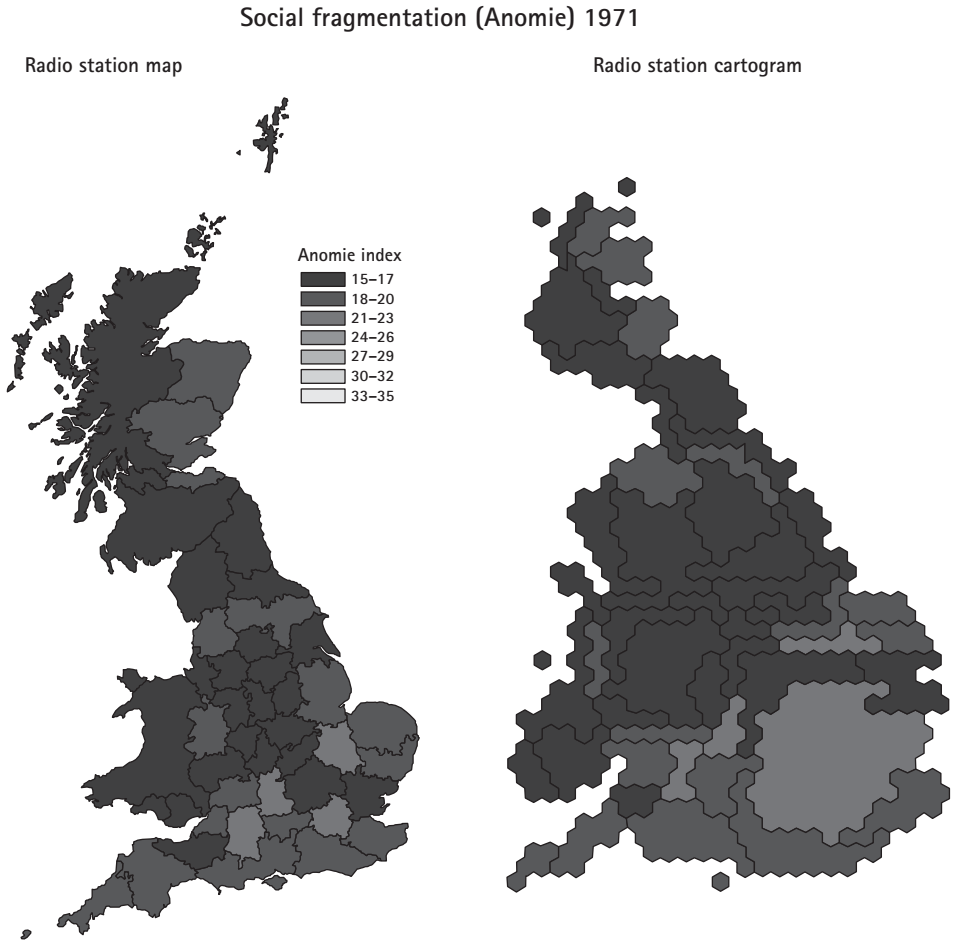 Social fragmentation (Anomie) 1971
Radio station map
Radio station cartogram
Anomie index
15–17
18–20
21–23
24–26
27–29
30–32
33–35